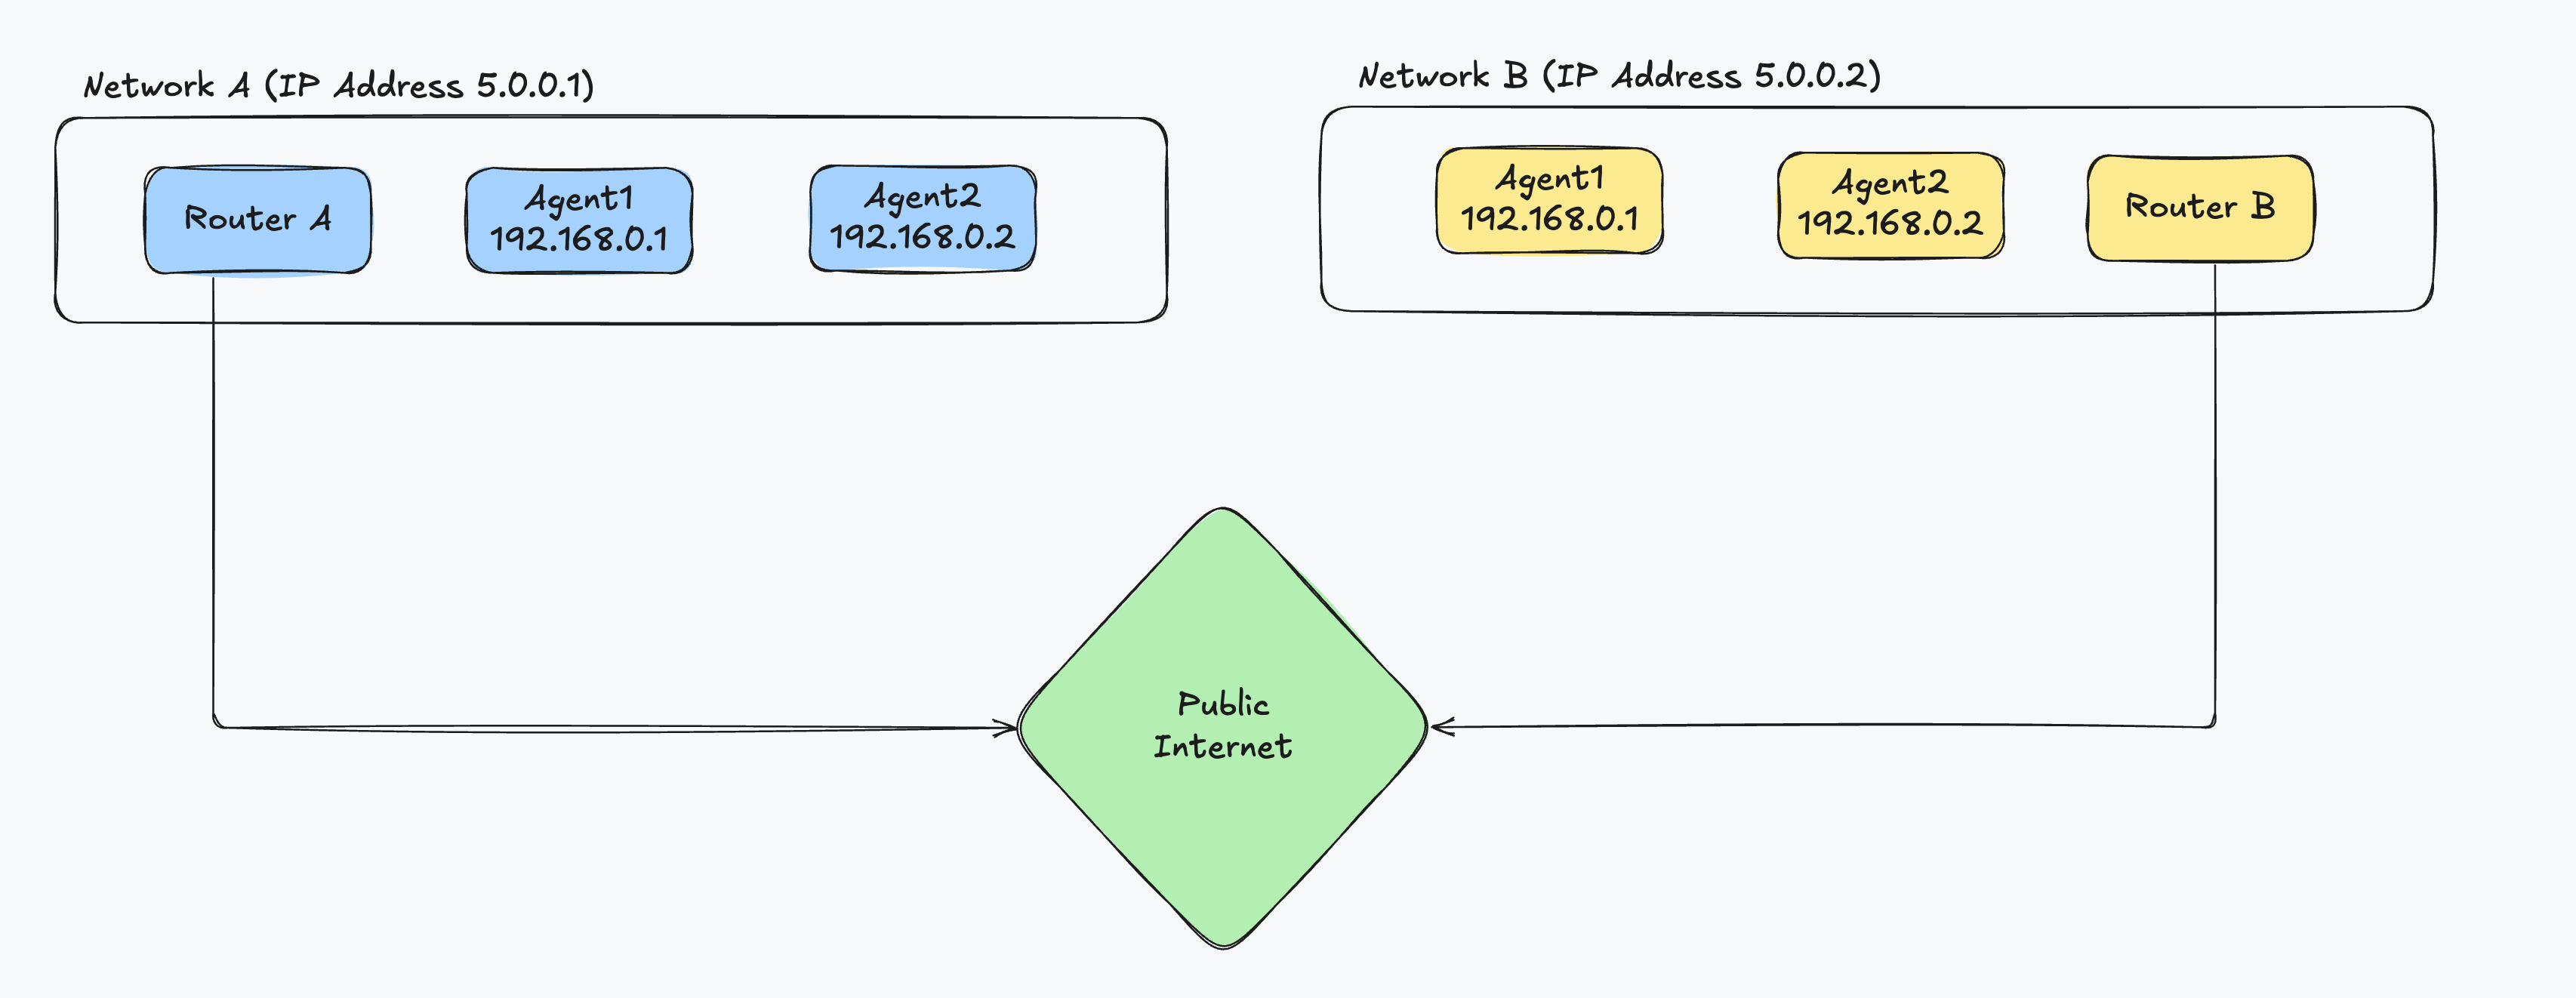 Network A (IP Address 5.0.0.1)
Router A
Agent1
192.168.0.1
Agent2
192.168.0.2
Network B (IP Address 5.0.0.2)
Agent1
192.168.0.1
Agent2
192.168.0.2
Router B
Public
Internet